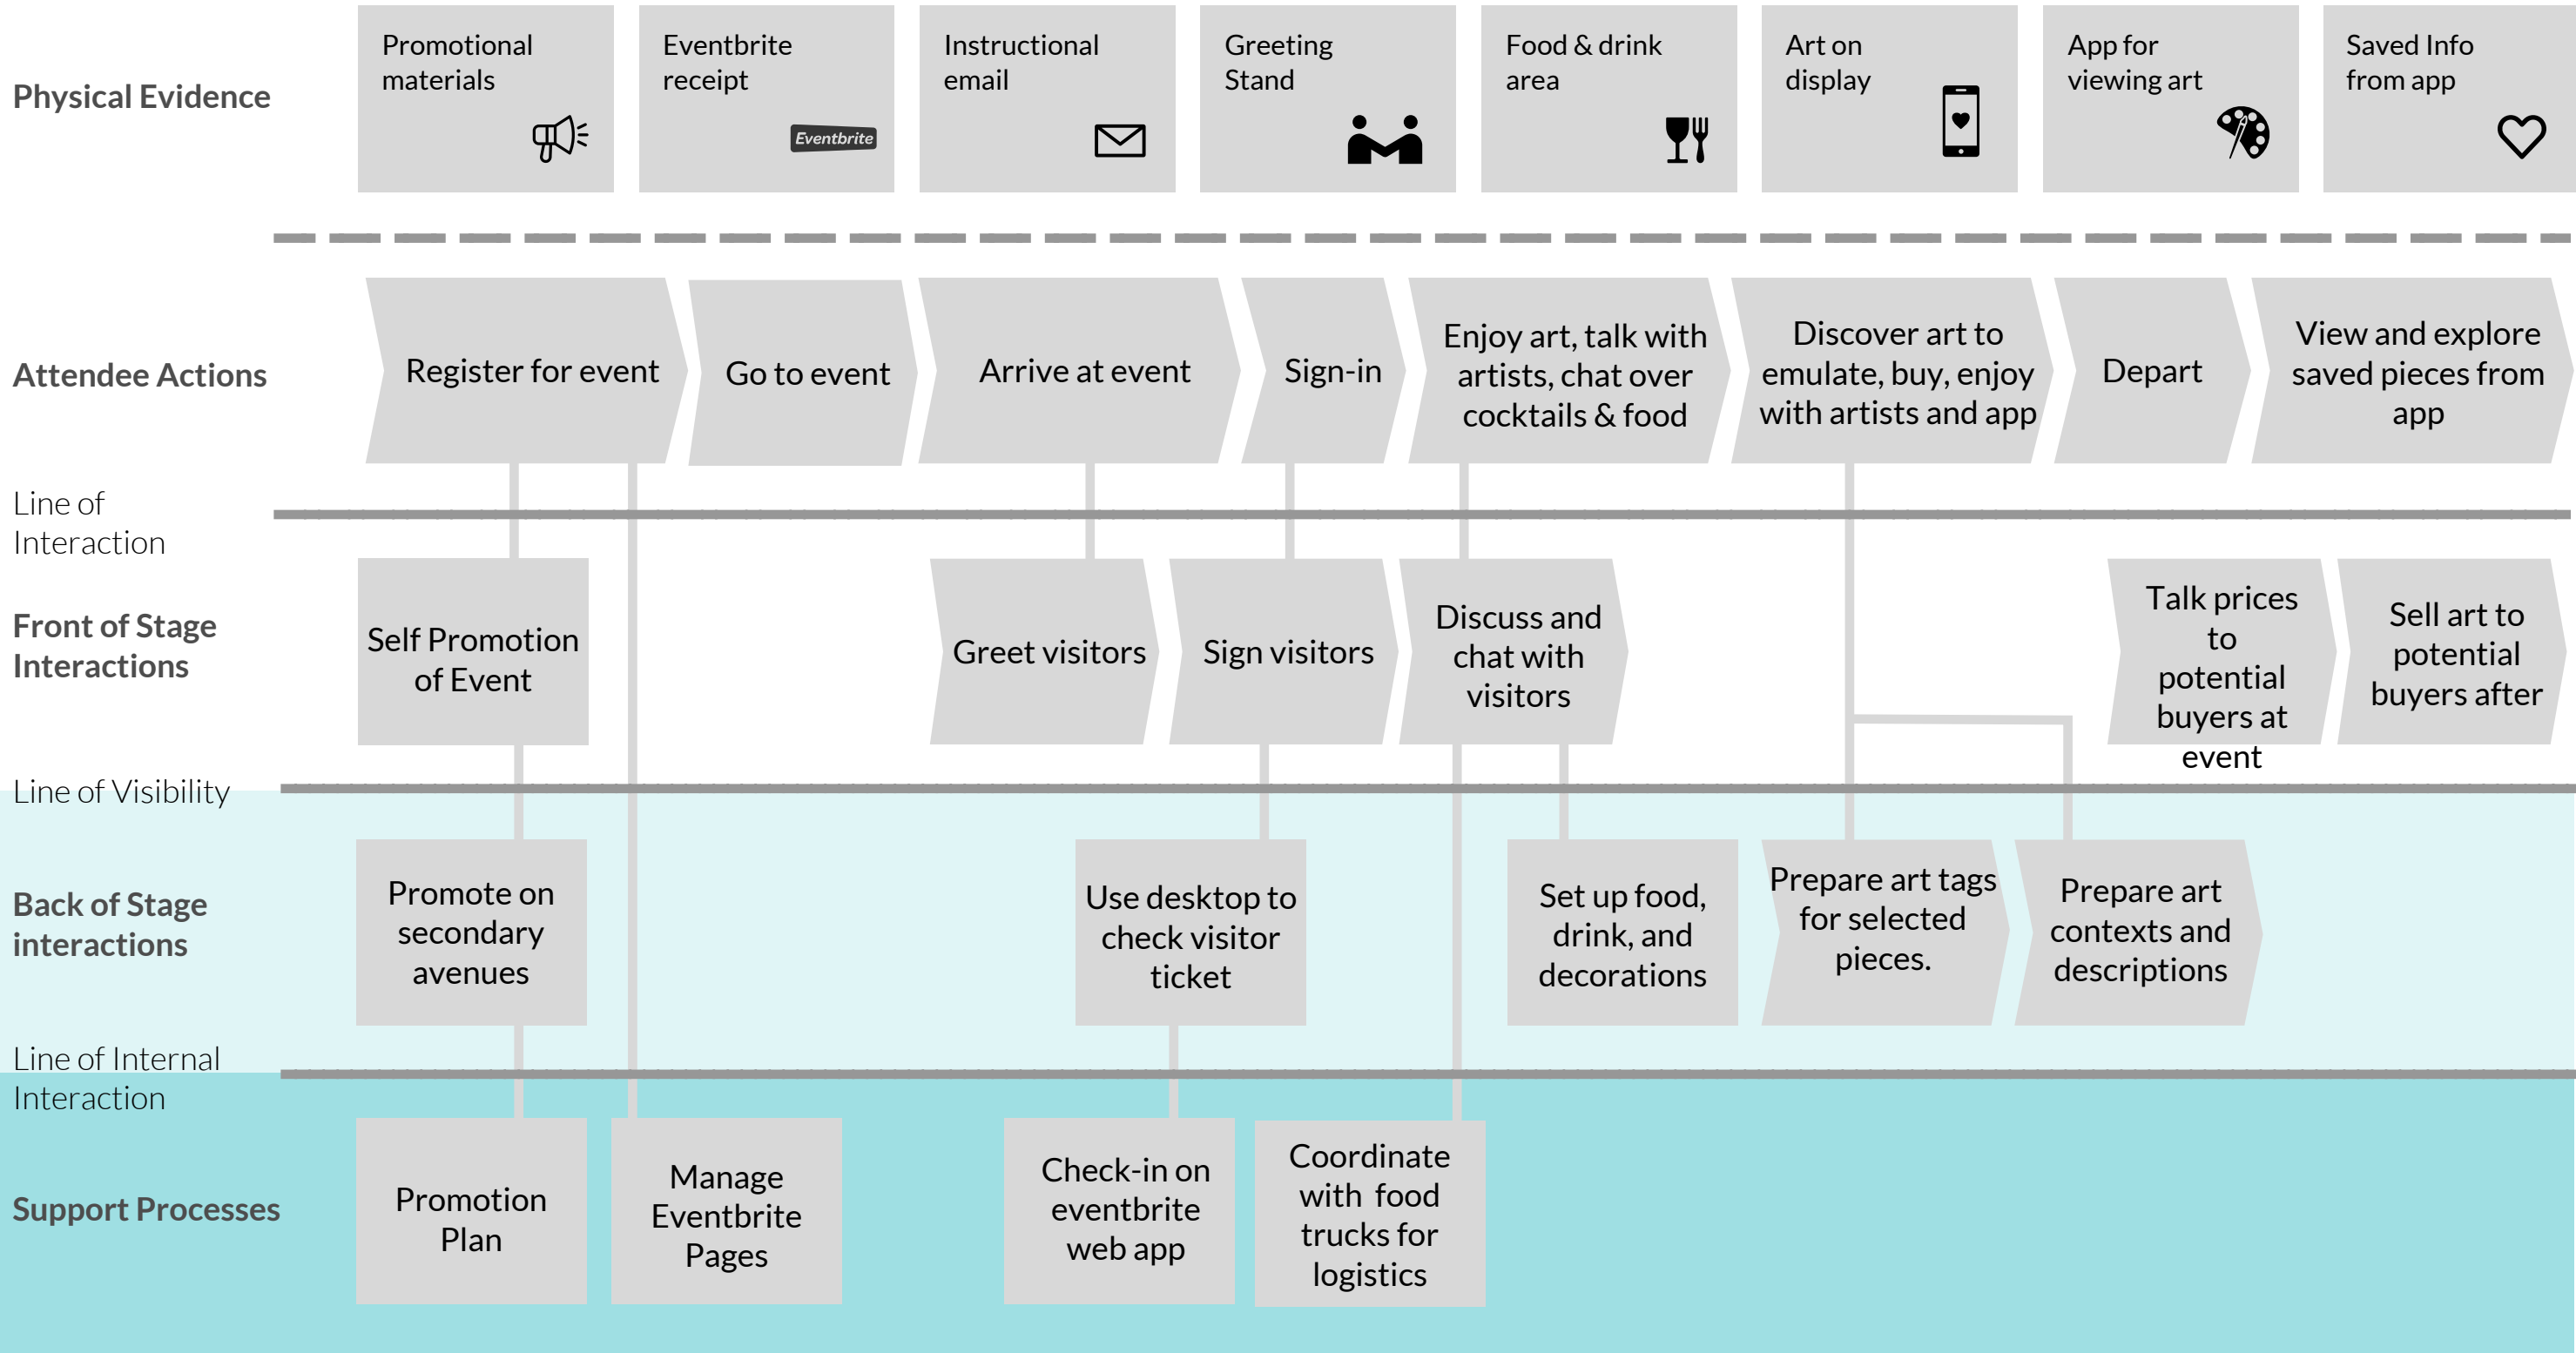 Physical Evidence
Promotional
materials
Eventbrite
receipt
Eventbrite
Instructional
email
Greeting
Stand
Food & drink
area
Art on
display
App for
viewing art
Saved Info
from app
Attendee Actions
Register for event
Go to event
Arrive at event
Sign-in
Enjoy art, talk with
artists, chat over
cocktails & food
Discover art to
emulate, buy, enjoy
with artists and app
Depart
View and explore
saved pieces from
app
Line of
Interaction
Front of Stage
Interactions
Self Promotion
of Event
Greet visitors
Sign visitors
Discuss and
chat with
visitors
Talk prices
to
potential
buyers at
event
Sell art to
potential
buyers after
Line of Visibility
Back of Stage
interactions
Promote on
secondary
avenues
Use desktop to
check visitor
ticket
Set up food,
drink, and
decorations
Prepare art tags
for selected
pieces.
Prepare art
contexts and
descriptions
Line of Internal
Interaction
Support Processes
Promotion
Plan
Manage
Eventbrite
Pages
Check-in on
eventbrite
web app
Coordinate
with food
trucks for
logistics